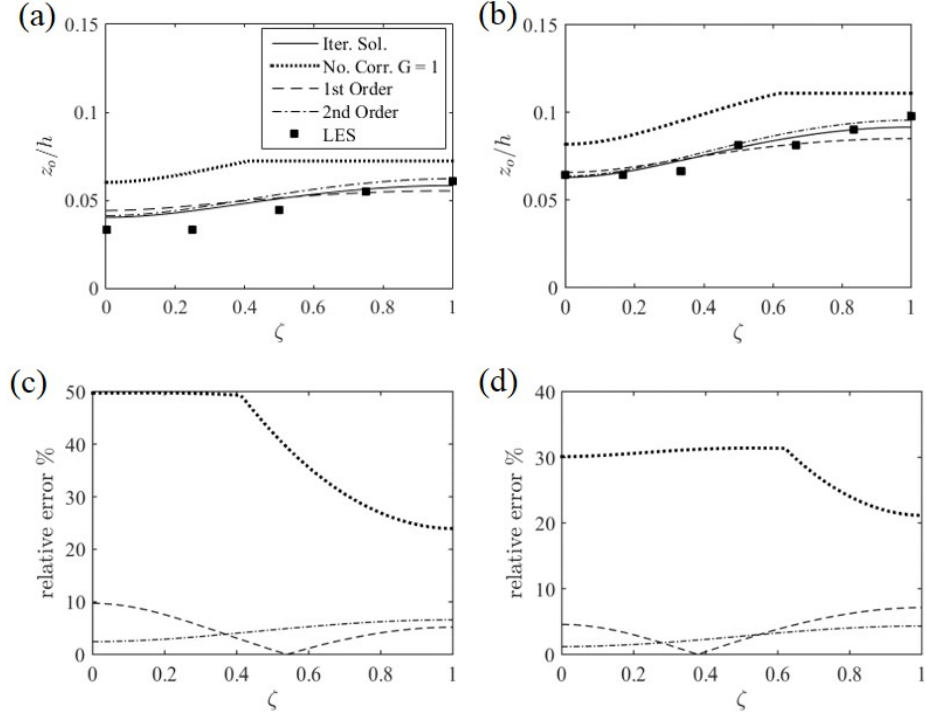 (a)
0.15
0.1
0.05
0
z_o/h
0 0.2 0.4 0.6 0.8 1
ζ
Iter. Sol.
No. Corr. G = 1
1st Order
2nd Order
LES
(b)
0.15
0.1
0.05
0
z_o/h
0 0.2 0.4 0.6 0.8 1
ζ
(c)
50
40
30
20
10
0
relative error %
0 0.2 0.4 0.6 0.8 1
ζ
(d)
40
30
20
10
0
relative error %
0 0.2 0.4 0.6 0.8 1
ζ